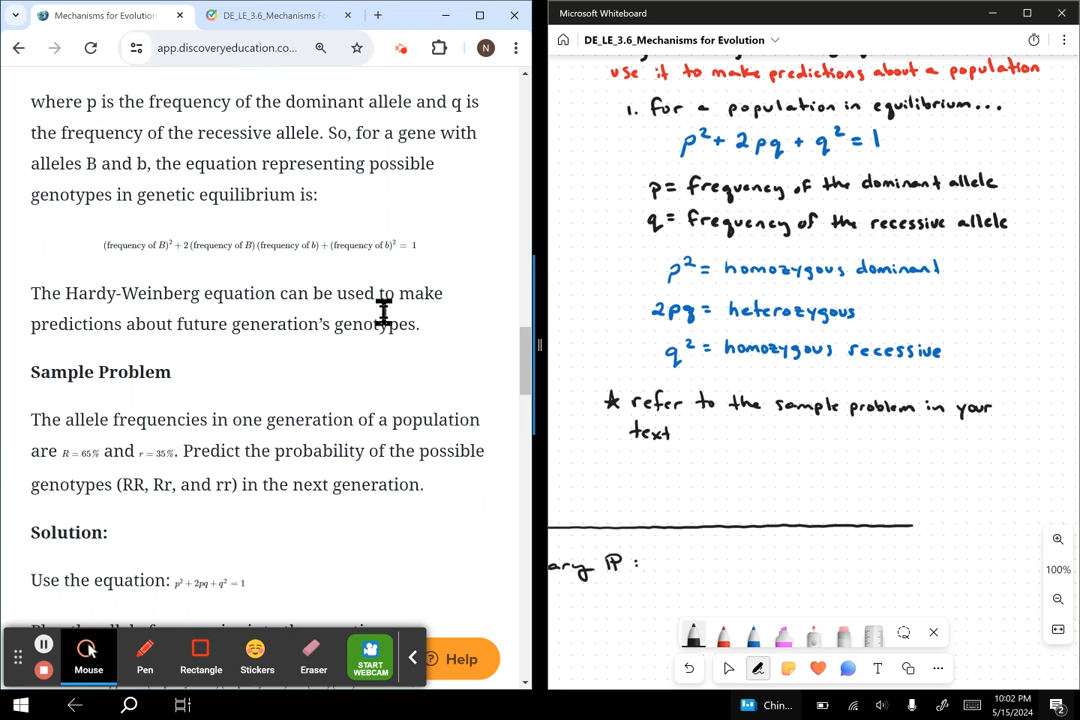 Mechanisms for Evolution
DE_LE_3.6_Mechanisms Fo
app.discoveryeducation.co...
N
where p is the frequency of the dominant allele and q is
the frequency of the recessive allele. So, for a gene with
alleles B and b, the equation representing possible
genotypes in genetic equilibrium is:
(frequency of B)² + 2 (frequency of B) (frequency of b) + (frequency of b)² = 1
The Hardy-Weinberg equation can be used to make
predictions about future generation's genotypes.
Sample Problem
The allele frequencies in one generation of a population
are R = 65% and r = 35%. Predict the probability of the possible
genotypes (RR, Rr, and rr) in the next generation.
Solution:
Use the equation: p² + 2pq + q² = 1
Mouse
Pen
Rectangle
Stickers
Eraser
START
WEBCAM
Help
Microsoft Whiteboard
DE_LE_3.6_Mechanisms for Evolution
use it to make predictions about a population
1. for a population in equilibrium...
p² + 2pq + q² = 1
p = frequency of the dominant allele
q = frequency of the recessive allele
p² = homozygous dominant
2pq = heterozygous
q² = homozygous recessive
★ refer to the sample problem in your
text
ary P :
100%
T
Chin...
10:02 PM
5/15/2024
2